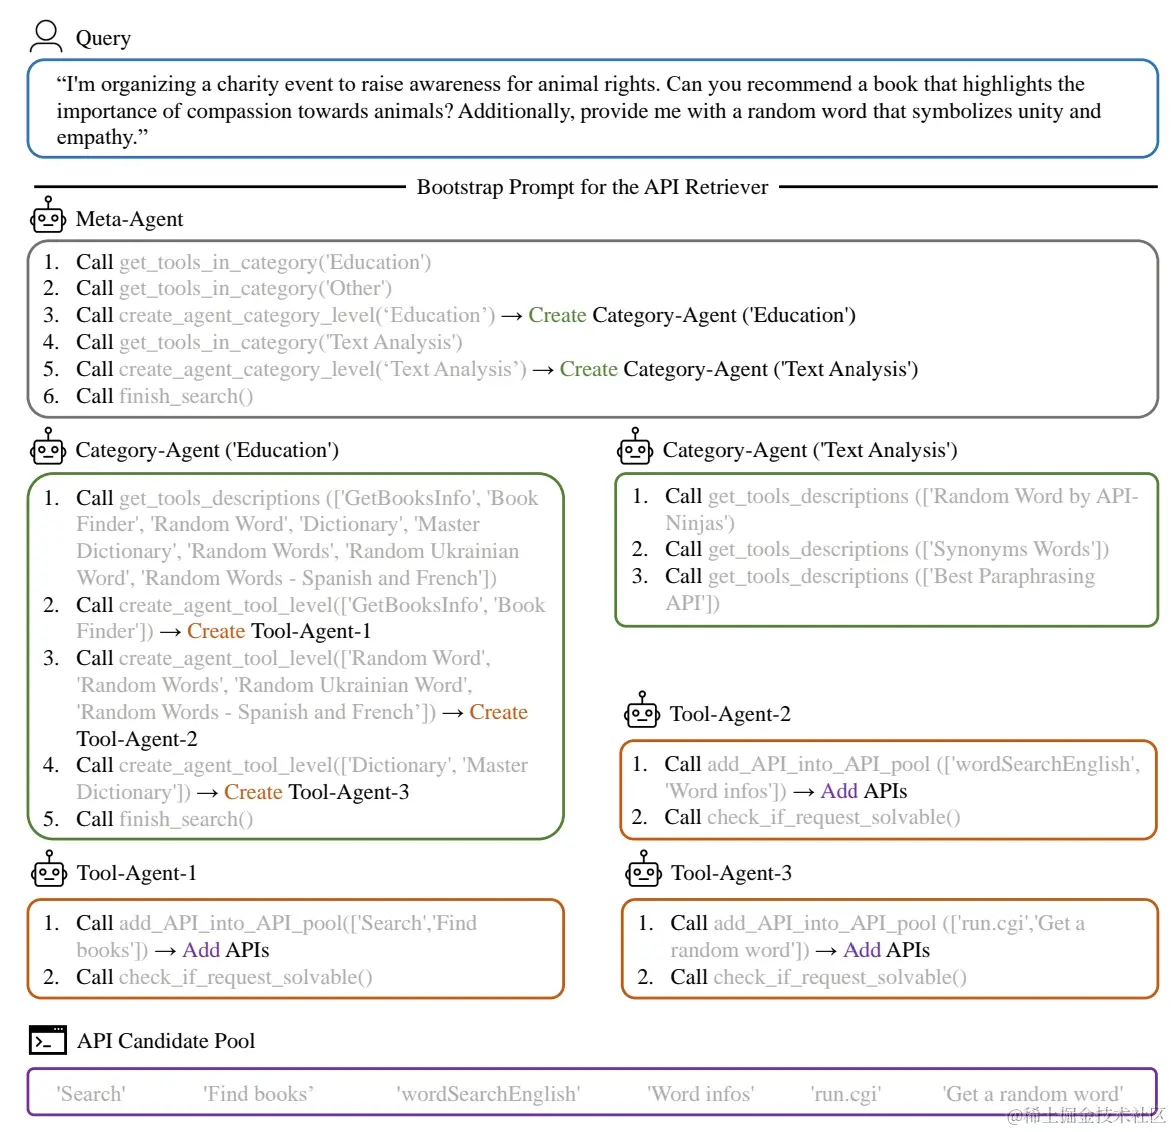 Query
“I'm organizing a charity event to raise awareness for animal rights. Can you recommend a book that highlights the
importance of compassion towards animals? Additionally, provide me with a random word that symbolizes unity and
empathy.”
Bootstrap Prompt for the API Retriever
Meta-Agent
1. Call get_tools_in_category('Education')
2. Call get_tools_in_category('Other')
3. Call create_agent_category_level(‘Education’) → Create Category-Agent ('Education')
4. Call get_tools_in_category('Text Analysis')
5. Call create_agent_category_level(‘Text Analysis’) → Create Category-Agent ('Text Analysis')
6. Call finish_search()
Category-Agent ('Education')
1. Call get_tools_descriptions (['GetBooksInfo', 'Book
Finder', 'Random Word', 'Dictionary', 'Master
Dictionary', 'Random Words', 'Random Ukrainian
Word', 'Random Words - Spanish and French'])
2. Call create_agent_tool_level(['GetBooksInfo', 'Book
Finder']) → Create Tool-Agent-1
3. Call create_agent_tool_level(['Random Word',
'Random Words', 'Random Ukrainian Word',
'Random Words - Spanish and French’]) → Create
Tool-Agent-2
4. Call create_agent_tool_level(['Dictionary', 'Master
Dictionary']) → Create Tool-Agent-3
5. Call finish_search()
Category-Agent ('Text Analysis')
1. Call get_tools_descriptions (['Random Word by API-
Ninjas')
2. Call get_tools_descriptions (['Synonyms Words'])
3. Call get_tools_descriptions (['Best Paraphrasing
API'])
Tool-Agent-2
1. Call add_API_into_API_pool (['wordSearchEnglish',
'Word infos']) → Add APIs
2. Call check_if_request_solvable()
Tool-Agent-1
1. Call add_API_into_API_pool(['Search','Find
books']) → Add APIs
2. Call check_if_request_solvable()
Tool-Agent-3
1. Call add_API_into_API_pool (['run.cgi','Get a
random word']) → Add APIs
2. Call check_if_request_solvable()
API Candidate Pool
'Search' 'Find books’ 'wordSearchEnglish' 'Word infos' 'run.cgi' 'Get a random word'
@稀土掘金技术社区